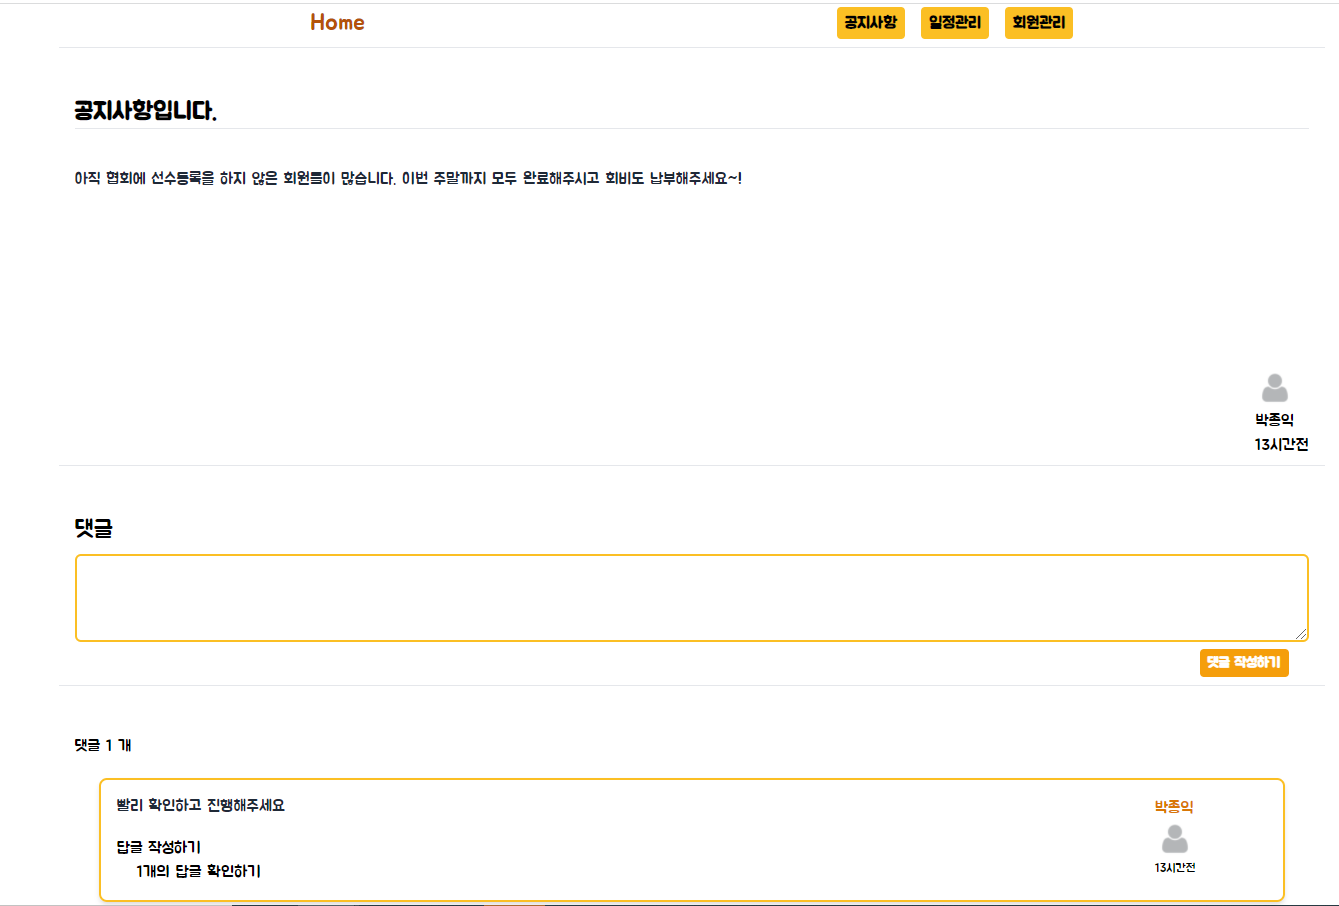 Home
공지사항 일정관리 회원관리
공지사항입니다.
아직 협회에 선수등록을 하지 않은 회원들이 많습니다. 이번 주말까지 모두 완료해주시고 회비도 납부해주세요~!
박종익
13시간전
댓글
댓글 작성하기
댓글 1 개
빨리 확인하고 진행해주세요
박종익
답글 작성하기
1개의 답글 확인하기
13시간전